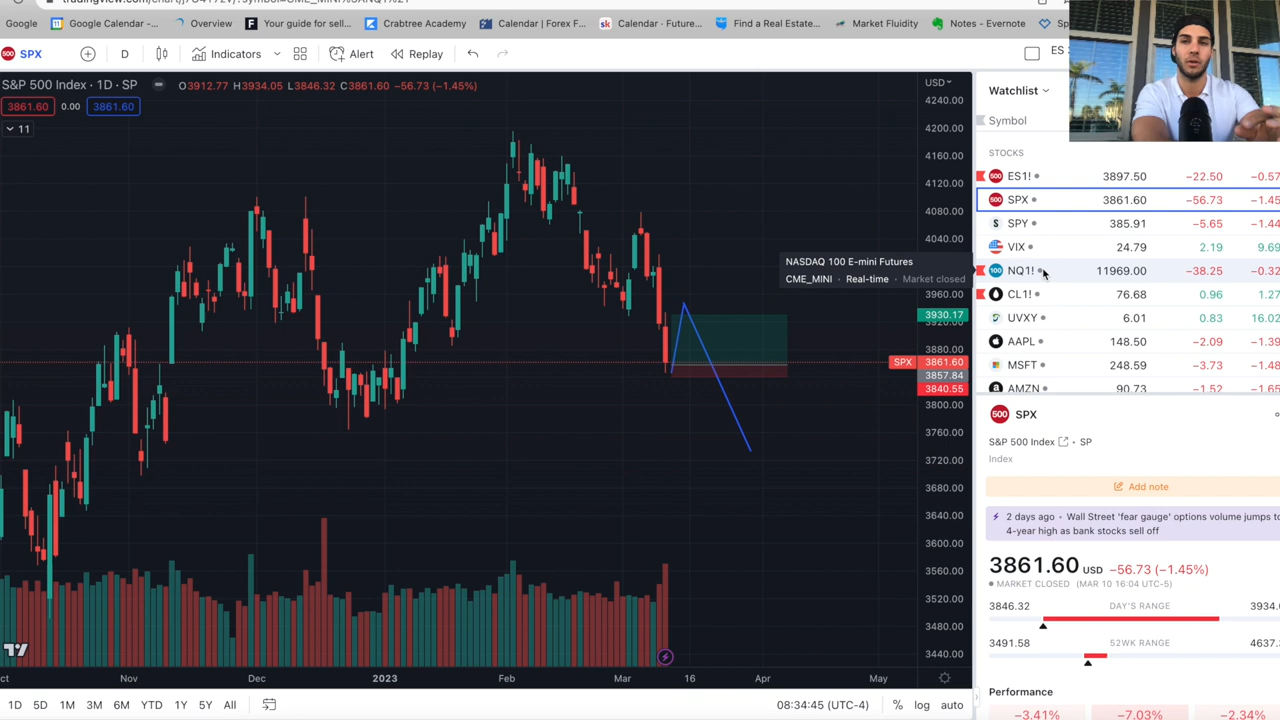 Google
Google Calendar -...
Overview
Your guide for sell...
Crabtree Academy
Calendar | Forex F...
Calendar - Future...
Find a Real Estate...
Market Fluidity
Notes - Evernote
500 SPX
D
Indicators
Alert
Replay
ES
S&P 500 Index · 1D · SP
O3912.77 H3934.05 L3846.32 C3861.60 −56.73 (−1.45%)
3861.60 0.00 3861.60
11
USD
4240.00
4200.00
4160.00
4120.00
4080.00
4040.00
3960.00
3930.17
3880.00
SPX 3861.60
3857.84
3840.55
3800.00
3760.00
3720.00
3680.00
3640.00
3600.00
3560.00
3520.00
3480.00
3440.00
NASDAQ 100 E-mini Futures
CME_MINI · Real-time · Market closed
Nov
Dec
2023
Feb
Mar
16
Apr
May
1D 5D 1M 3M 6M YTD 1Y 5Y All
08:34:45 (UTC-4)
% log auto
Watchlist
Symbol
STOCKS
500 ES1! 3897.50 −22.50
500 SPX 3861.60 −56.73
S SPY 385.91 −5.65
VIX 24.79 2.19
100 NQ1! 11969.00 −38.25
CL1! 76.68 0.96
UVXY 6.01 0.83
AAPL 148.50 −2.09
MSFT 248.59 −3.73
AMZN 90.73 −1.52
500 SPX
S&P 500 Index · SP
Index
Add note
2 days ago · Wall Street 'fear gauge' options volume jumps to
4-year high as bank stocks sell off
3861.60 USD −56.73 (−1.45%)
MARKET CLOSED (MAR 10 16:04 UTC-5)
3846.32 DAY'S RANGE
3491.58 52WK RANGE
Performance
−3.41% −7.03% −2.34%